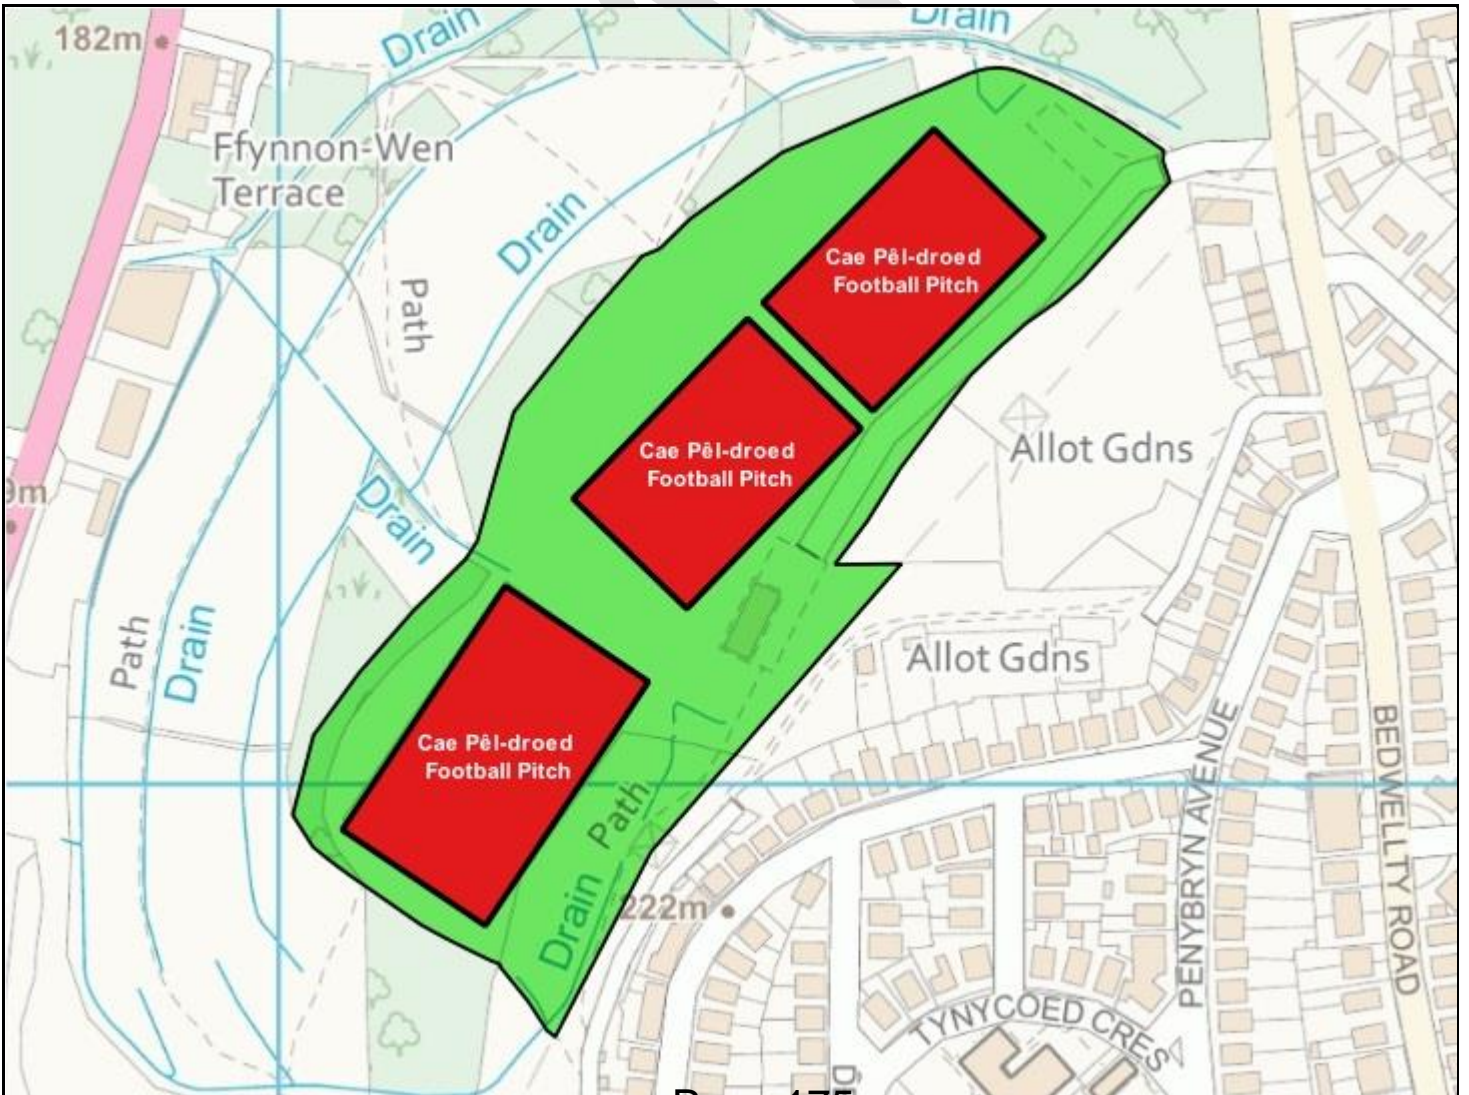 Drain
Drain
182m
Ffynnon-Wen
Terrace
Drain
Cae Pêl-droed
Football Pitch
Path
Allot Gdns
Cae Pêl-droed
Football Pitch
9m
Drain
Path
Drain
Allot Gdns
Cae Pêl-droed
Football Pitch
Path
Drain
222m
PENYBRYN AVENUE
BEDWELLTY ROAD
TYNYCOED CRES